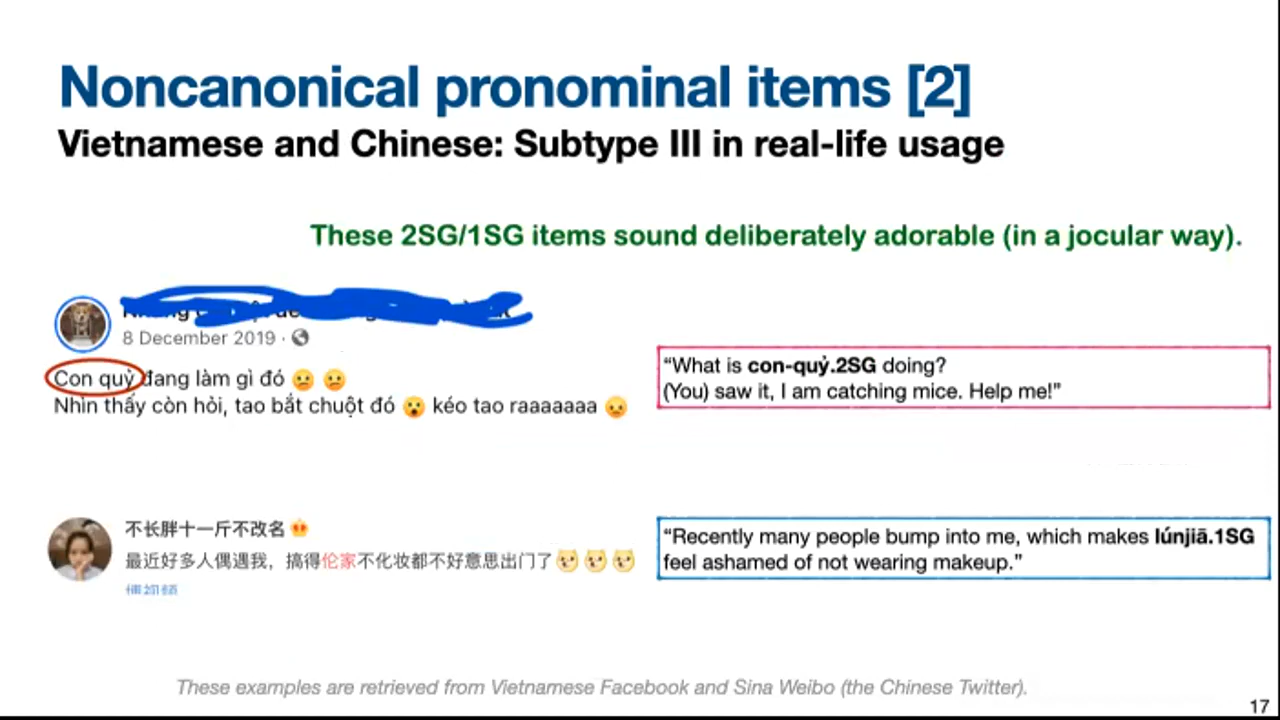 Noncanonical pronominal items [2]
Vietnamese and Chinese: Subtype III in real-life usage
These 2SG/1SG items sound deliberately adorable (in a jocular way).
8 December 2019 ·
Con quỷ đang làm gì đó 🙁 🙁
Nhìn thấy còn hỏi, tao bắt chuột đó 😮 kéo tao raaaaaaa 🙁
“What is con-quỷ.2SG doing?
(You) saw it, I am catching mice. Help me!”
不长胖十一斤不改名
最近好多人偶遇我，搞得伦家不化妆都不好意思出门了
“Recently many people bump into me, which makes lúnjiā.1SG
feel ashamed of not wearing makeup.”
These examples are retrieved from Vietnamese Facebook and Sina Weibo (the Chinese Twitter).
17